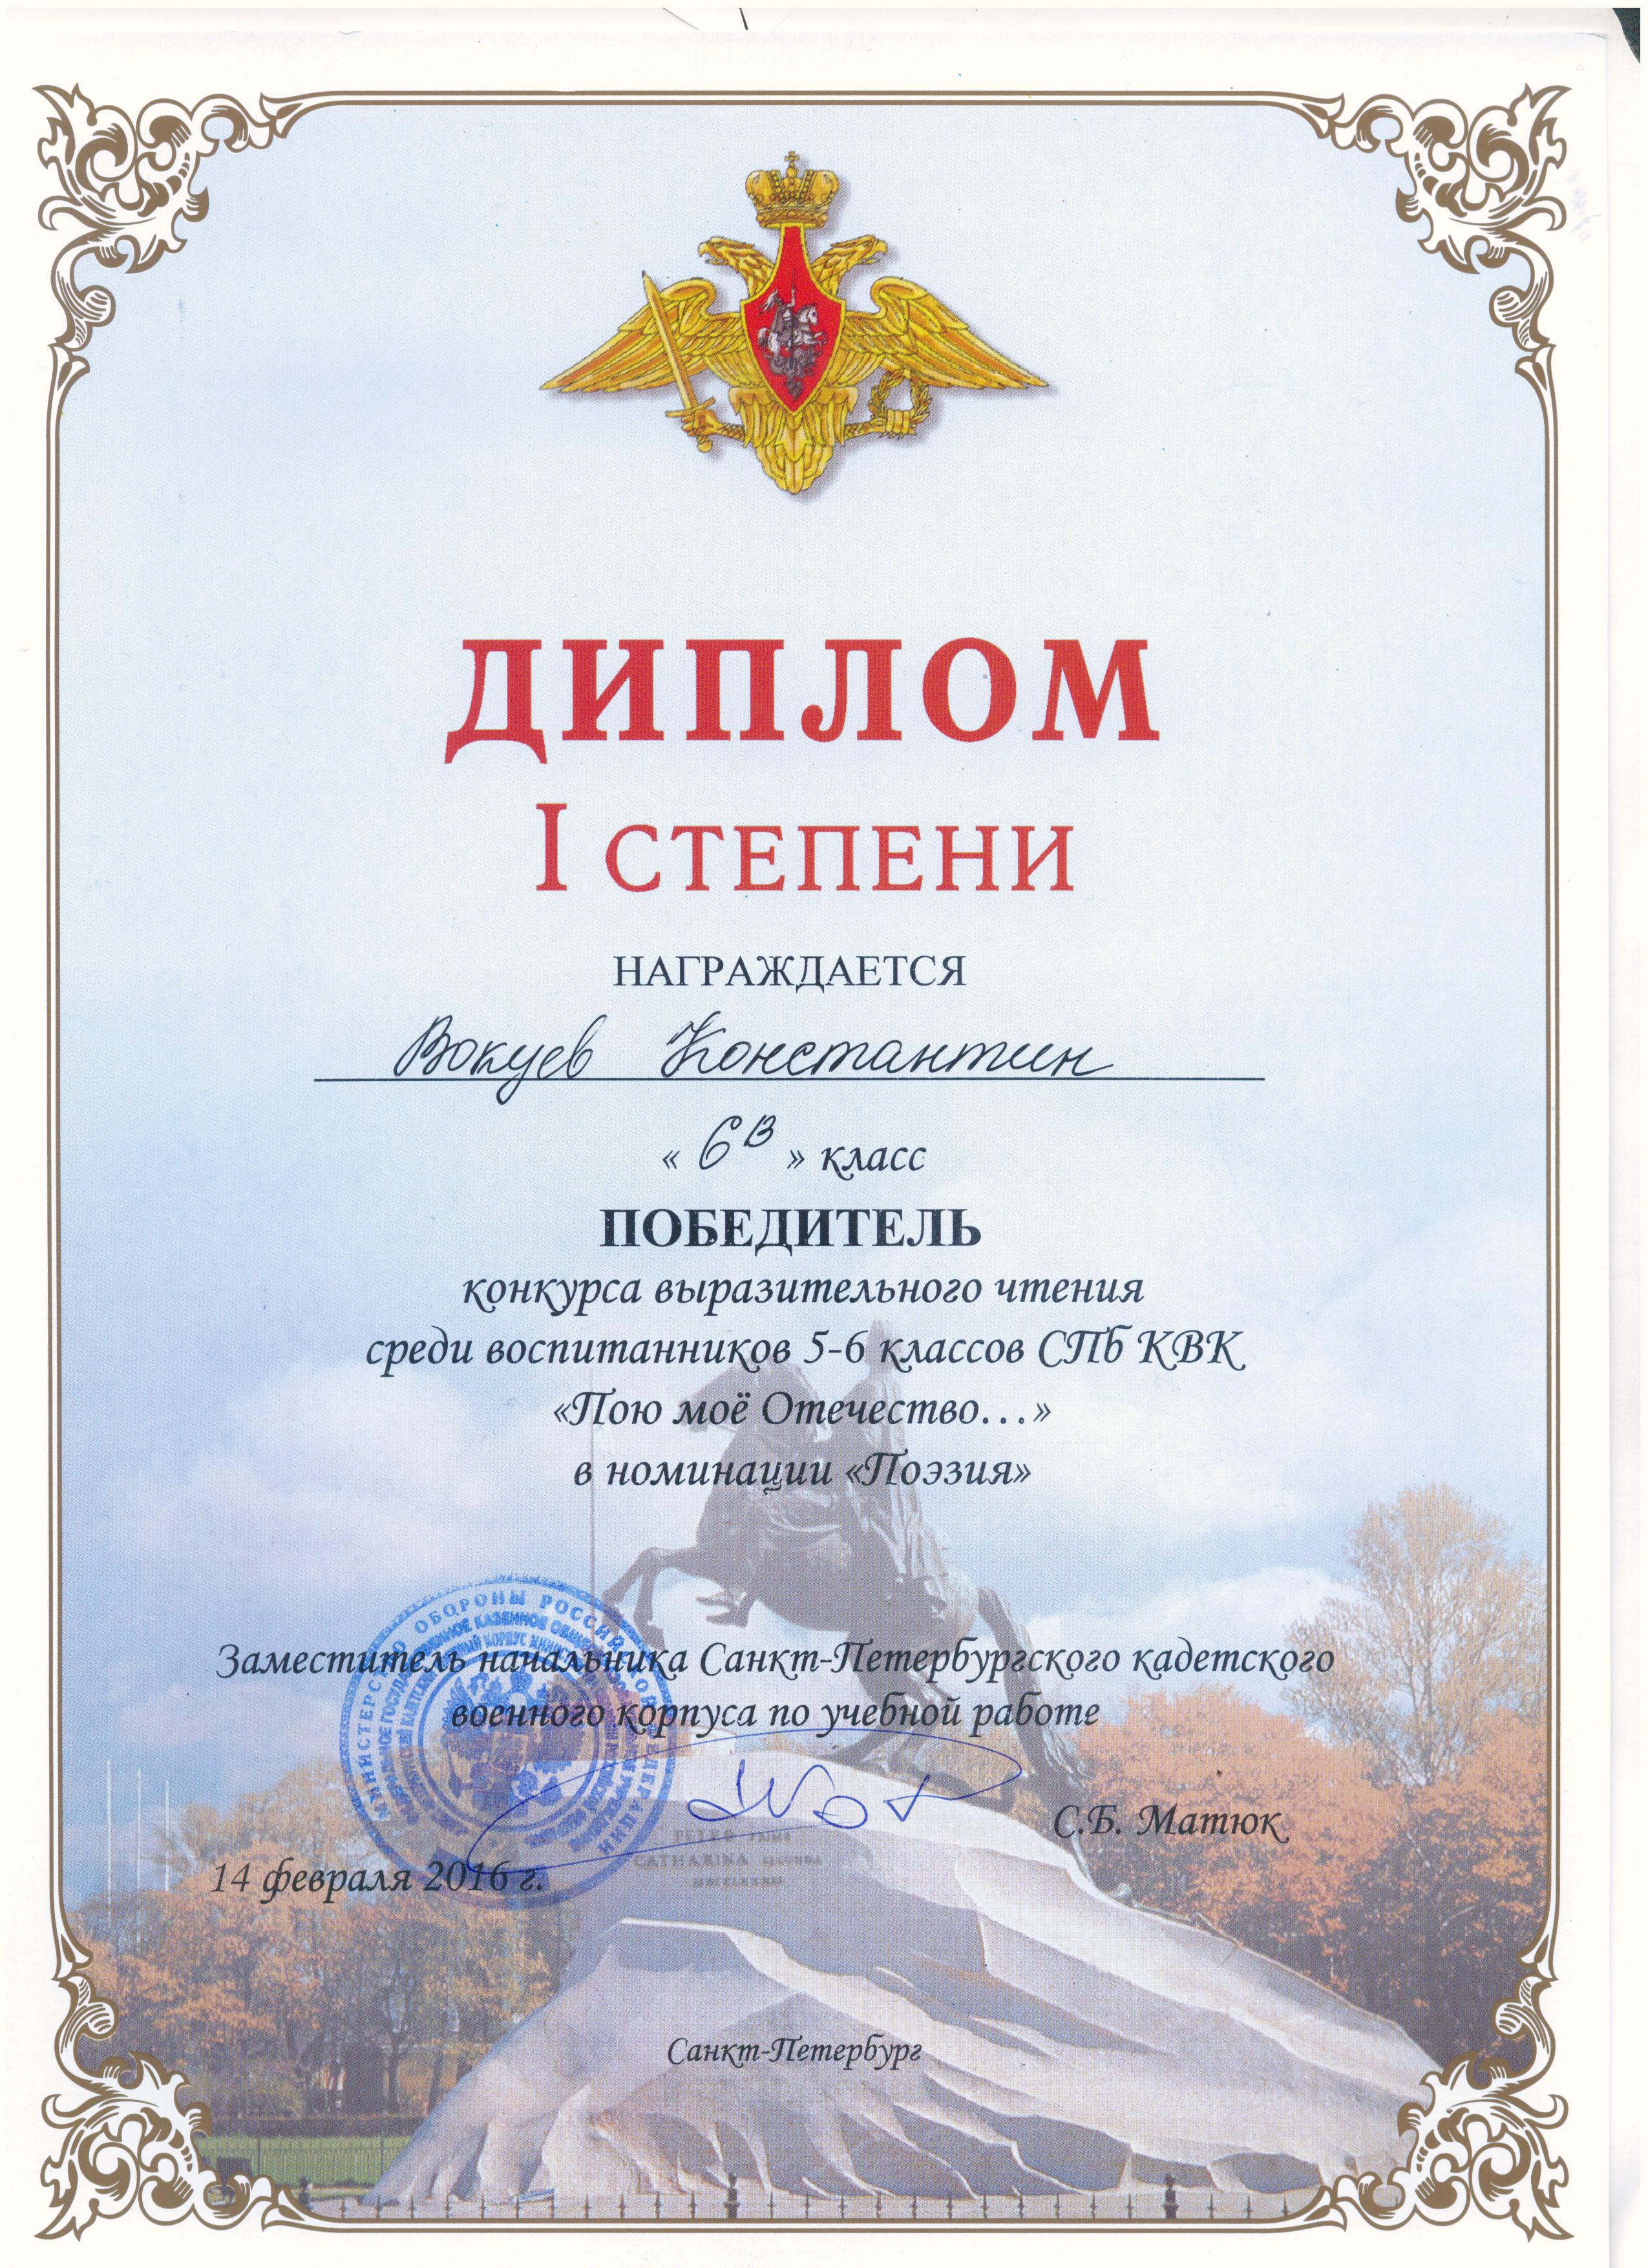 ДИПЛОМ
I СТЕПЕНИ
НАГРАЖДАЕТСЯ
Вокуев Константин
« 6В » класс
ПОБЕДИТЕЛЬ
конкурса выразительного чтения
среди воспитанников 5-6 классов СПб КВК
«Пою моё Отечество…»
в номинации «Поэзия»
Заместитель начальника Санкт-Петербургского кадетского
военного корпуса по учебной работе
МИНИСТЕРСТВО ОБОРОНЫ РОССИЙСКОЙ ФЕДЕРАЦИИ
С.Б. Матюк
PETRO PRIMO
CATHARINA SECUNDA
MDCCLXXXII
14 февраля 2016 г.
Санкт-Петербург